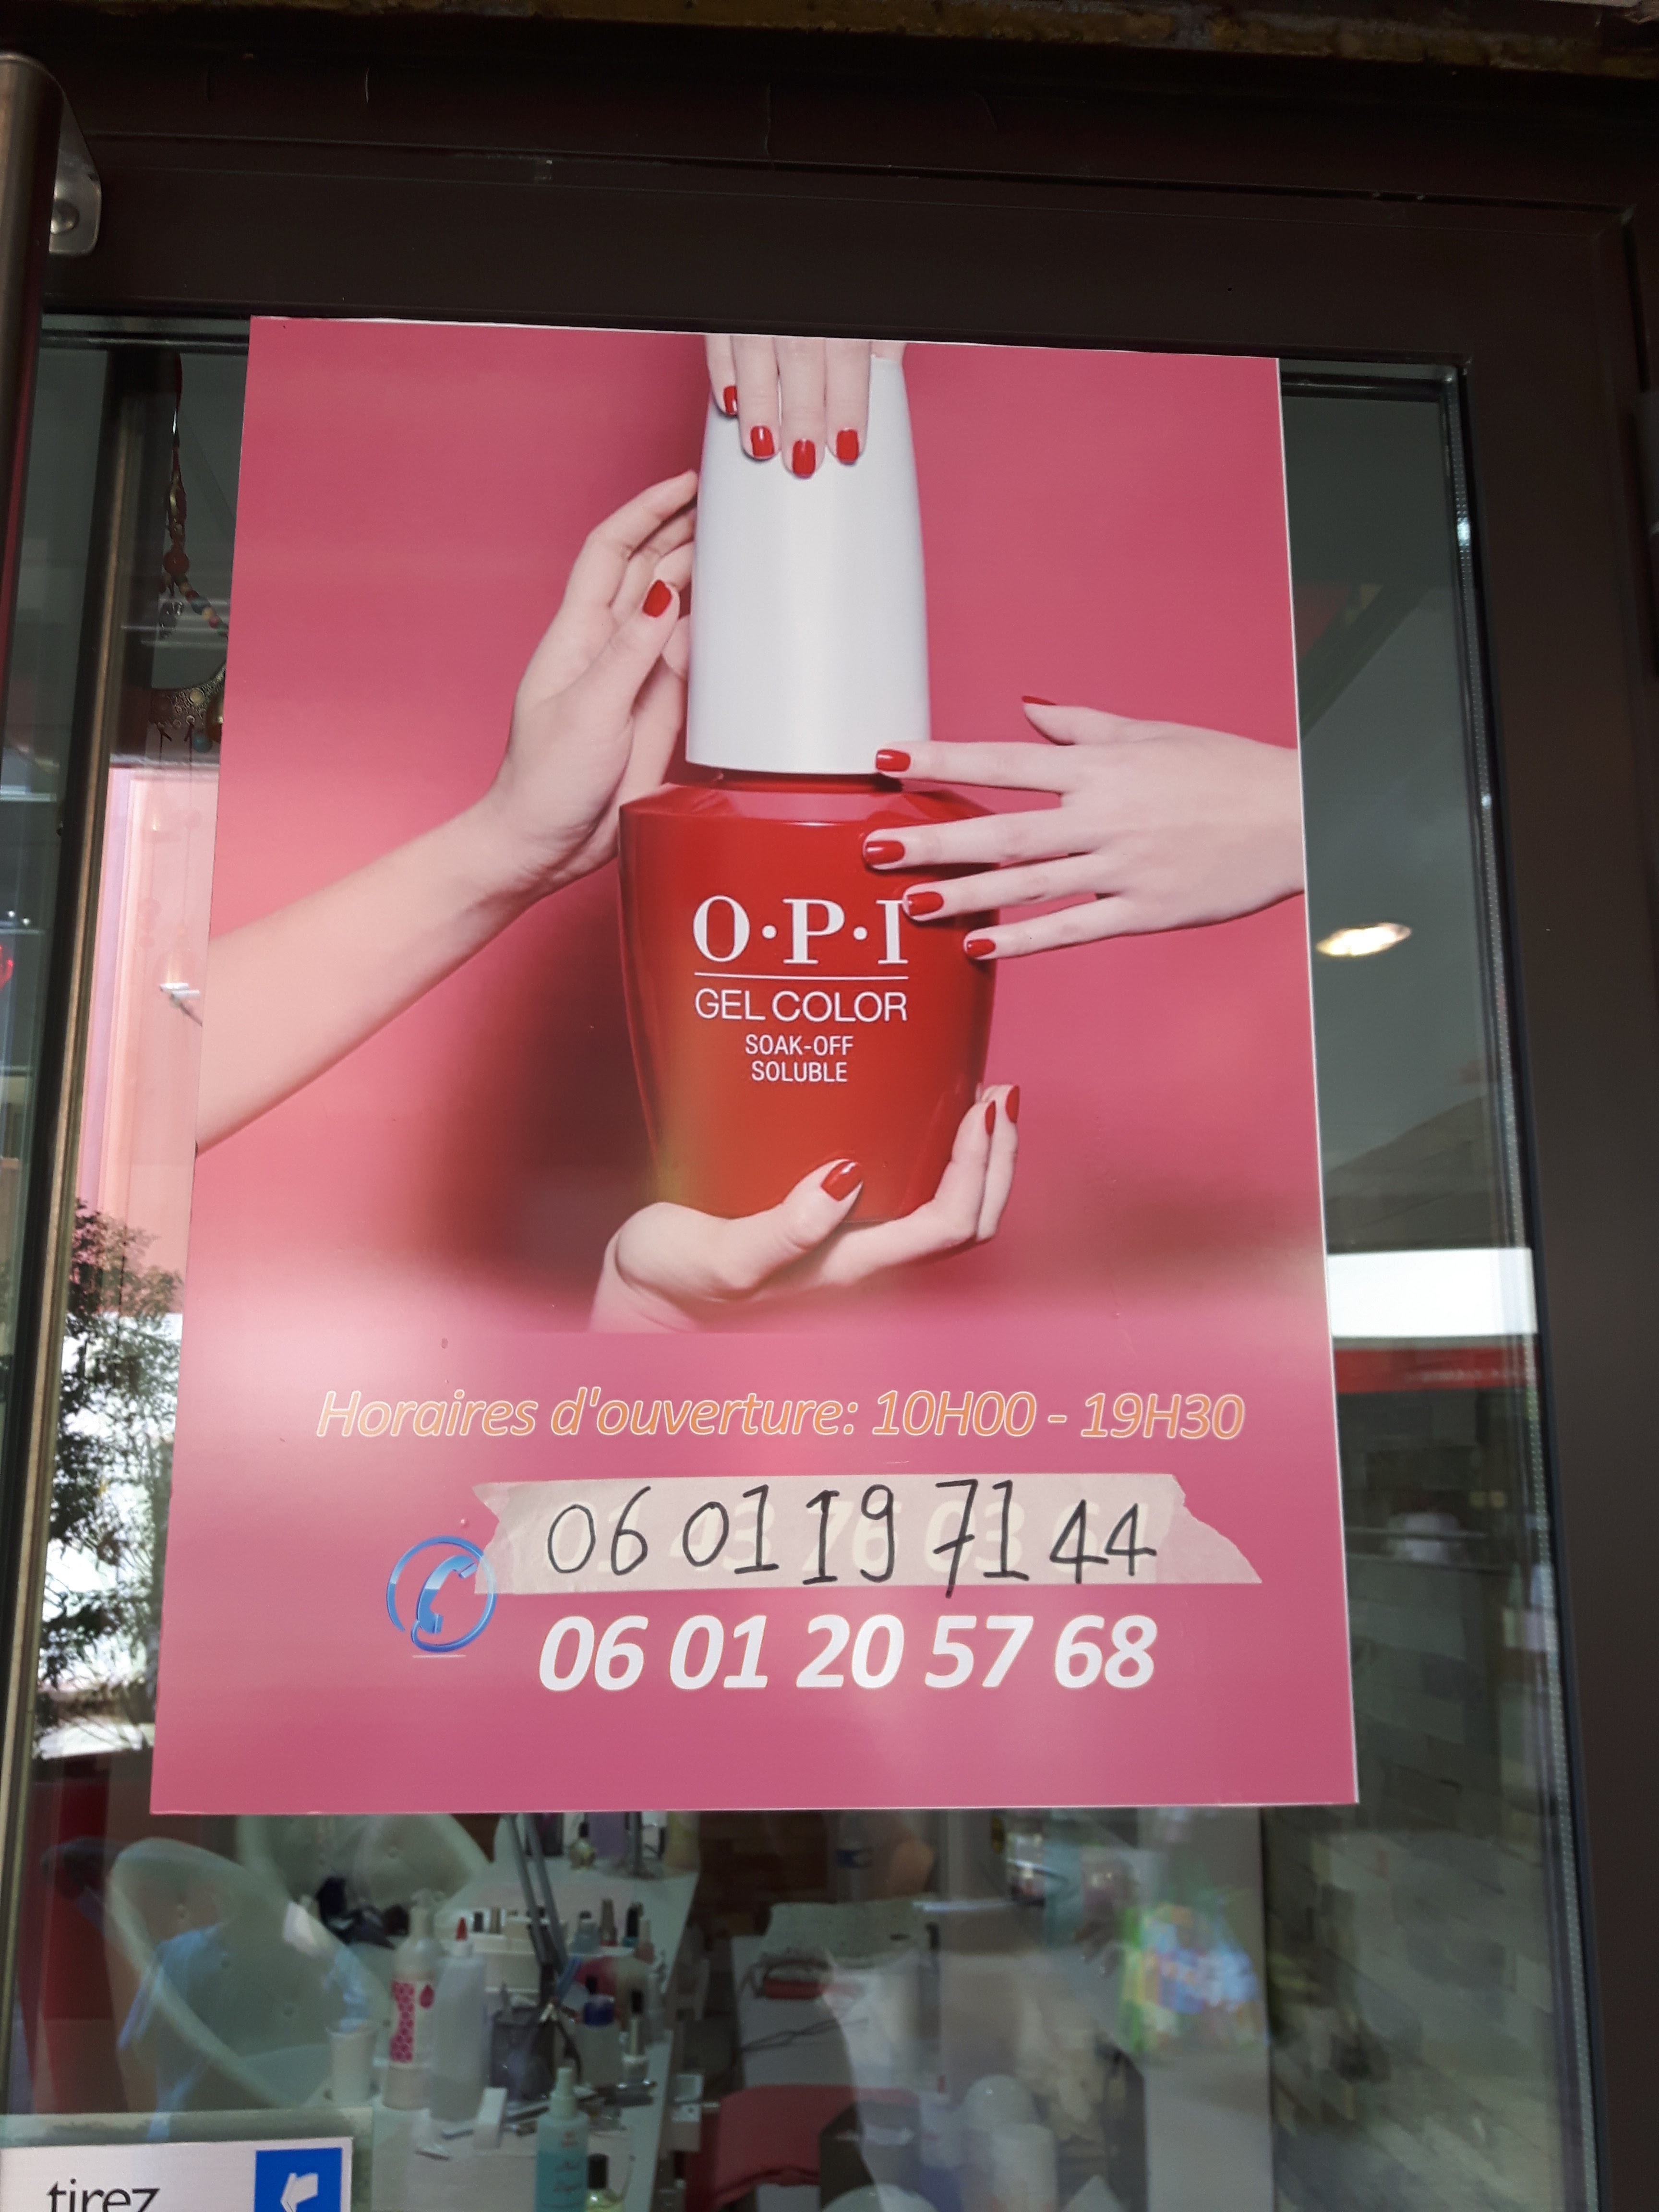 O·P·I
GEL COLOR
SOAK-OFF
SOLUBLE
Horaires d'ouverture: 10H00 - 19H30
06 01 19 71 44
06 01 20 57 68
tirez